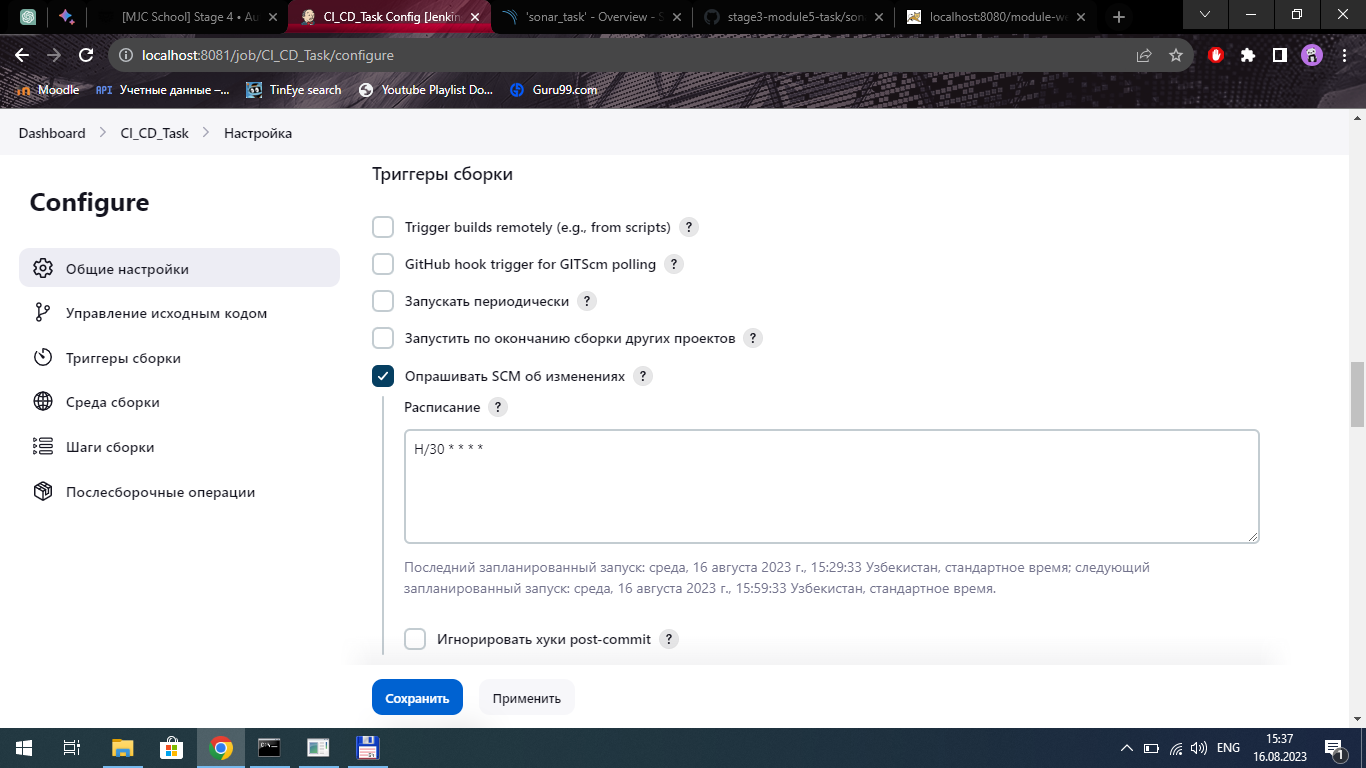 [MJC School] Stage 4 • Au
CI_CD_Task Config [Jenkin
'sonar_task' - Overview - S
stage3-module5-task/son
localhost:8080/module-we
localhost:8081/job/CI_CD_Task/configure
Moodle
API Учетные данные –...
TinEye search
Youtube Playlist Do...
Guru99.com
Dashboard
CI_CD_Task
Настройка
Configure
Общие настройки
Управление исходным кодом
Триггеры сборки
Среда сборки
Шаги сборки
Послесборочные операции
Триггеры сборки
Trigger builds remotely (e.g., from scripts) ?
GitHub hook trigger for GITScm polling ?
Запускать периодически ?
Запустить по окончанию сборки других проектов ?
Опрашивать SCM об изменениях ?
Расписание ?
H/30 * * * *
Последний запланированный запуск: среда, 16 августа 2023 г., 15:29:33 Узбекистан, стандартное время; следующий
запланированный запуск: среда, 16 августа 2023 г., 15:59:33 Узбекистан, стандартное время.
Игнорировать хуки post-commit ?
Сохранить
Применить
ENG
15:37
16.08.2023
1